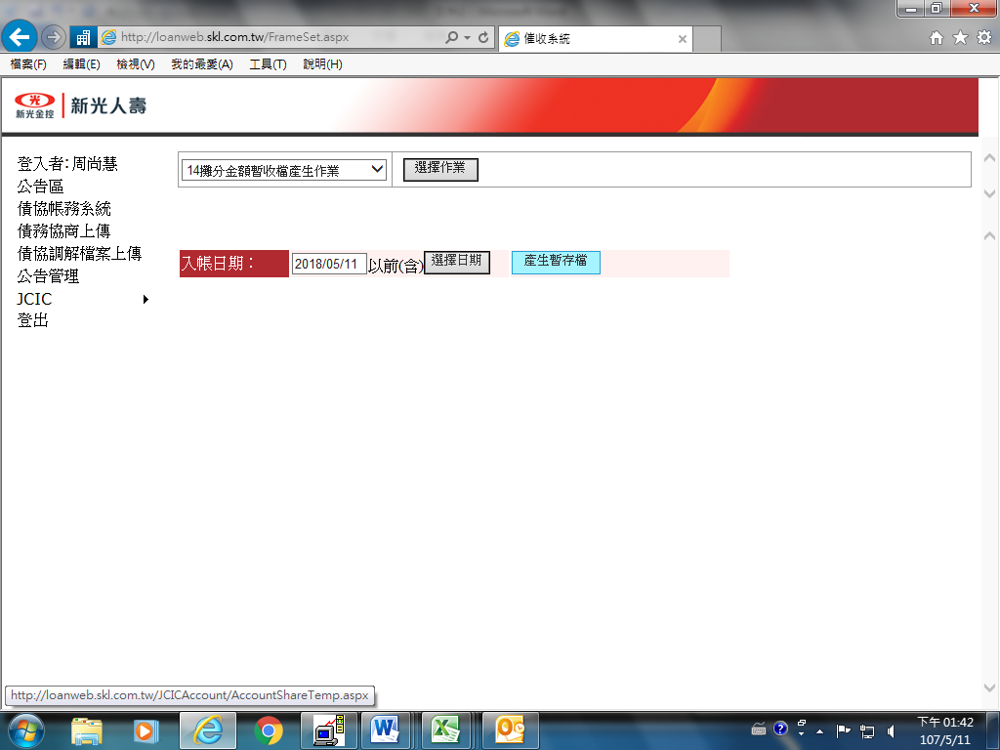 http://loanweb.skl.com.tw/FrameSet.aspx
催收系統
檔案(F) 編輯(E) 檢視(V) 我的最愛(A) 工具(T) 說明(H)
新光金控 新光人壽
登入者: 周尚慧
公告區
債協帳務系統
債務協商上傳
債協調解檔案上傳
公告管理
JCIC
登出
14攤分金額暫收檔產生作業 選擇作業
入帳日期： 2018/05/11 以前(含) 選擇日期 產生暫存檔
http://loanweb.skl.com.tw/JCICAccount/AccountShareTemp.aspx
下午 01:42
107/5/11